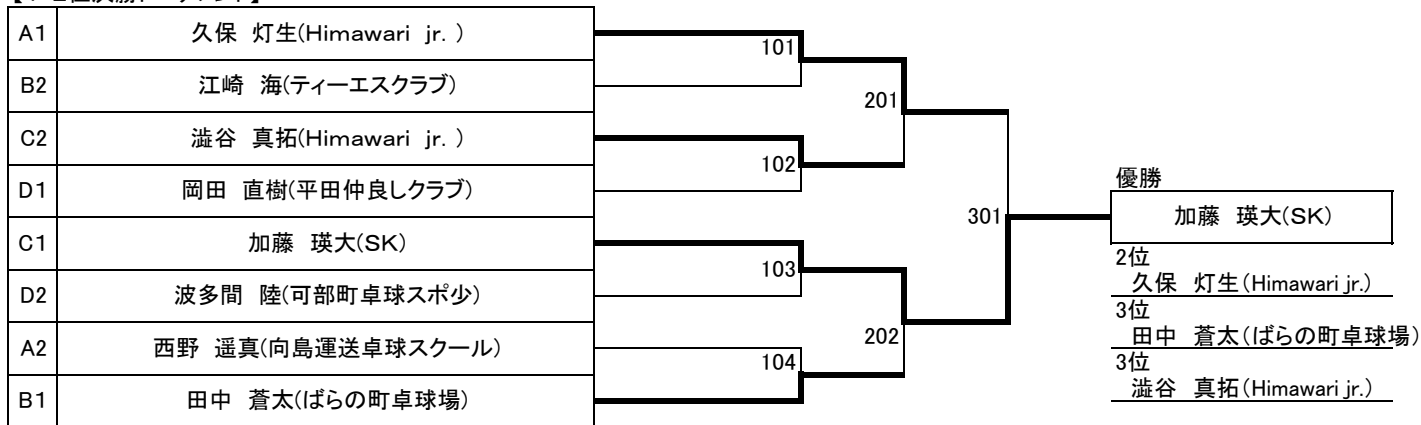 A1 久保 灯生(Himawari jr. )
B2 江崎 海(ティーエスクラブ)
C2 澁谷 真拓(Himawari jr. )
D1 岡田 直樹(平田仲良しクラブ)
C1 加藤 瑛大(SK)
D2 波多間 陸(可部町卓球スポ少)
A2 西野 遥真(向島運送卓球スクール)
B1 田中 蒼太(ばらの町卓球場)
101
102
103
104
201
202
301
優勝
加藤 瑛大(SK)
2位
久保 灯生(Himawari jr.)
3位
田中 蒼太(ばらの町卓球場)
3位
澁谷 真拓(Himawari jr.)